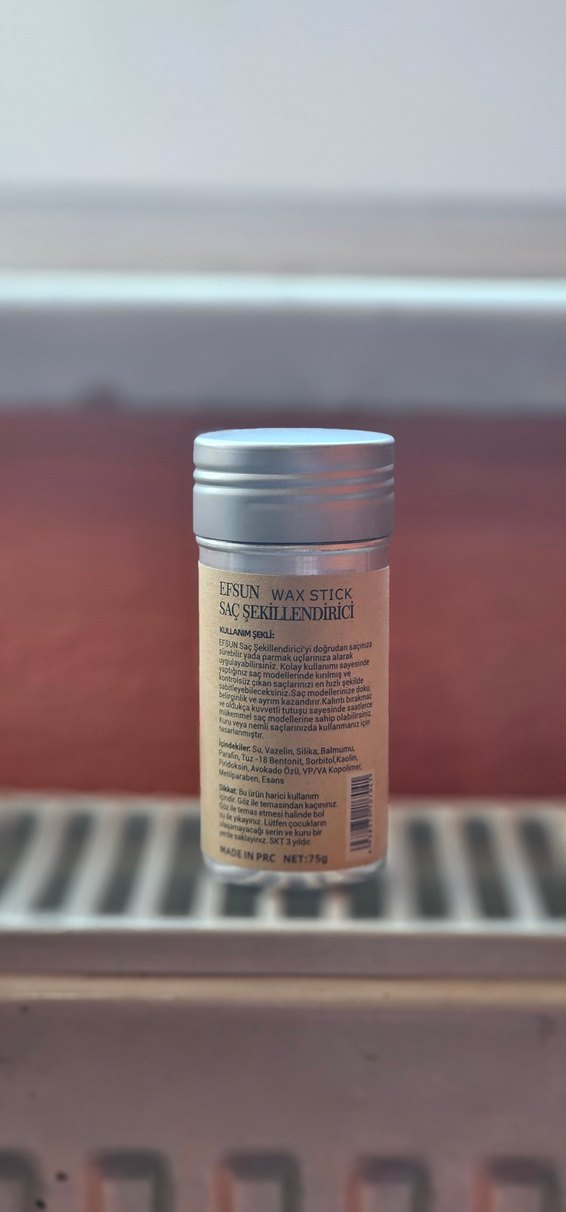 EFSUN WAX STICK
SAÇ ŞEKİLLENDİRİCİ
KULLANIM ŞEKLİ:
EFSUN Saç Şekillendirici'yi doğrudan saçınıza
sürebilir yada parmak uçlarınıza alarak
uygulayabilirsiniz. Kolay kullanımı sayesinde
yaptığınız saç modellerinde kırılmış ve
kontrolsüz çıkan saçlarınızı en hızlı şekilde
sabitleyebileceksiniz. Saç modellerinize doku,
belirginlik ve ayrım kazandırır.Kalıntı bırakmaz
ve oldukça kuvvetli tutuşu sayesinde saatlerce
mükemmel saç modellerine sahip olabilirsiniz.
Kuru veya nemli saçlarınızda kullanmanız için
tasarlanmıştır.
İçindekiler: Su, Vazelin, Silika, Balmumu,
Parafin, Tuz -18 Bentonit, Sorbitol,Kaolin,
Piridoksin, Avokado Özü, VP/VA Kopolimer,
Metilparaben, Esans
Dikkat: Bu ürün harici kullanım
içindir. Göz ile temasından kaçınınız.
Göz ile temas etmesi halinde bol
su ile yıkayınız. Lütfen çocukların
ulaşamayacağı serin ve kuru bir
yerde saklayınız. SKT 3 yıldır.
MADE IN PRC NET:75g